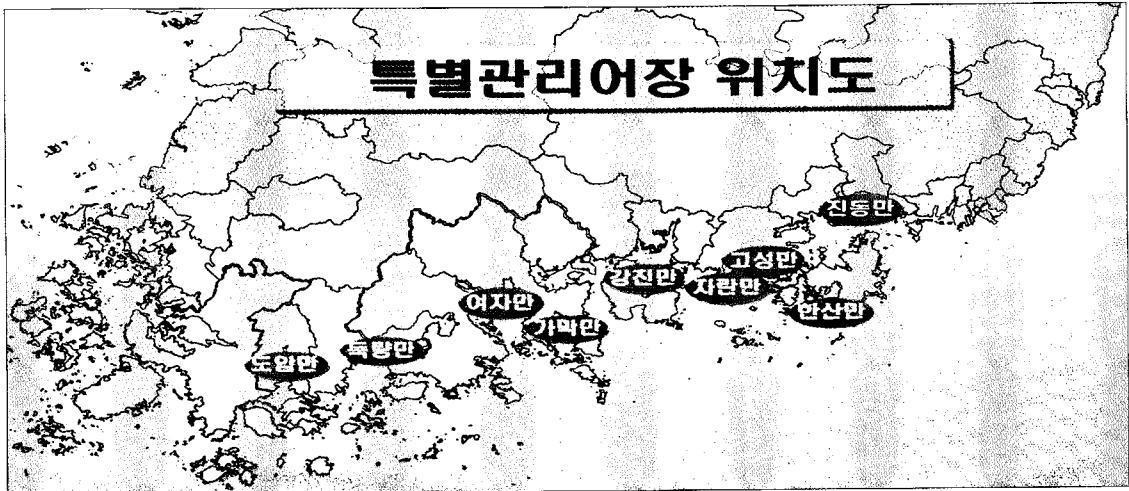 특별관리어장 위치도
진동만
고성만
강진만
자란만
여자만
한산만
가막만
득량만
도암만